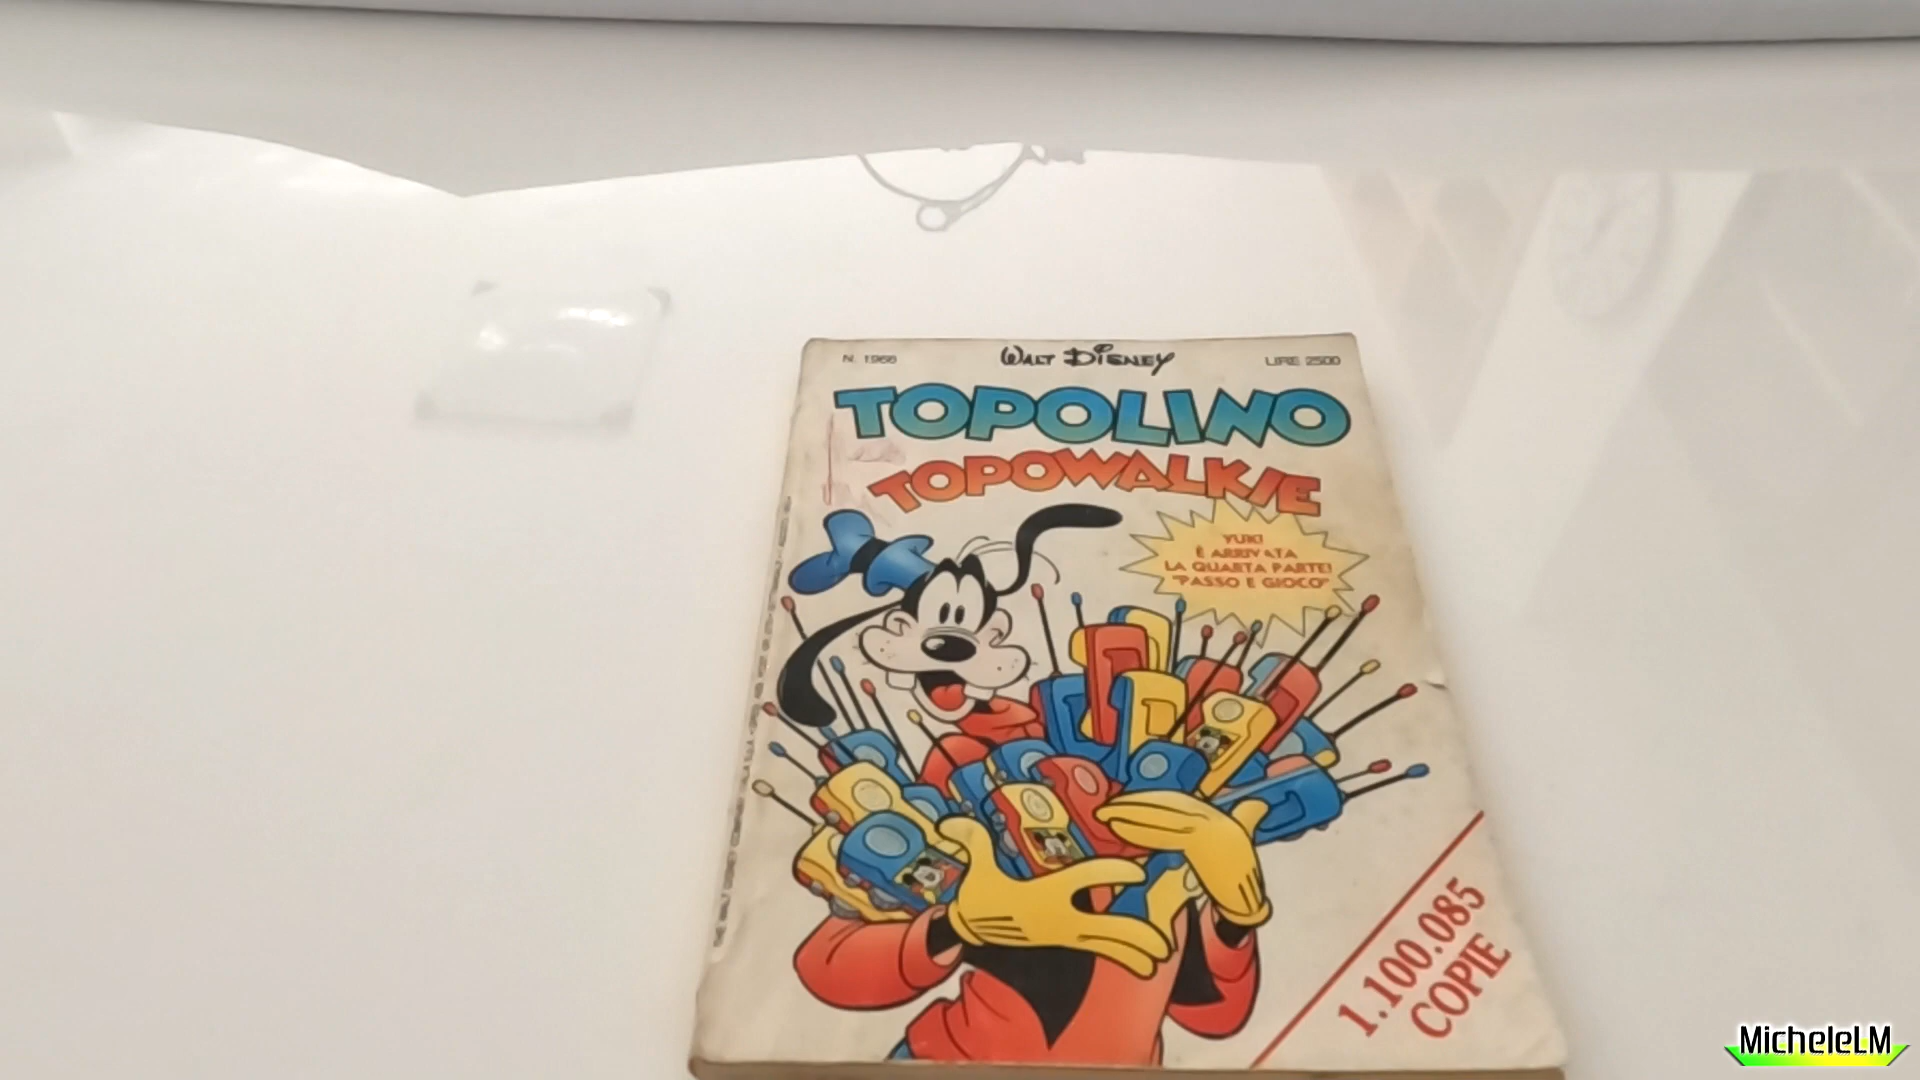 N. 1966
WALT DISNEY
LIRE 2500
TOPOLINO
TOPOWALKIE
YUK!
È ARRIVATA
LA QUARTA PARTE!
"PASSO E GIOCO"
1.100.085
COPIE
MicheleLM